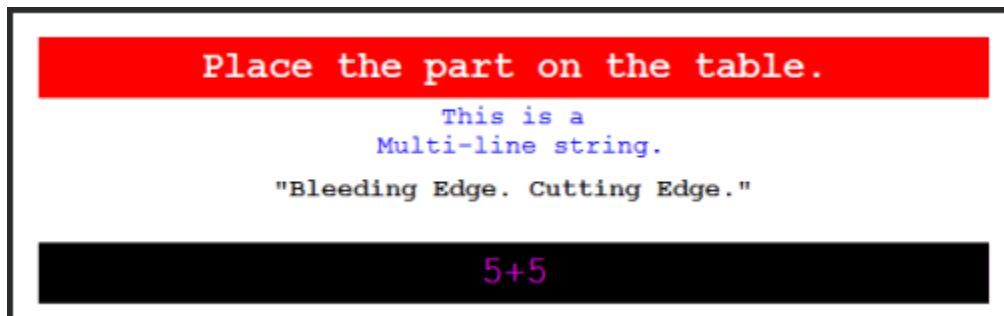 Place the part on the table.
This is a
Multi-line string.
"Bleeding Edge. Cutting Edge."
5+5